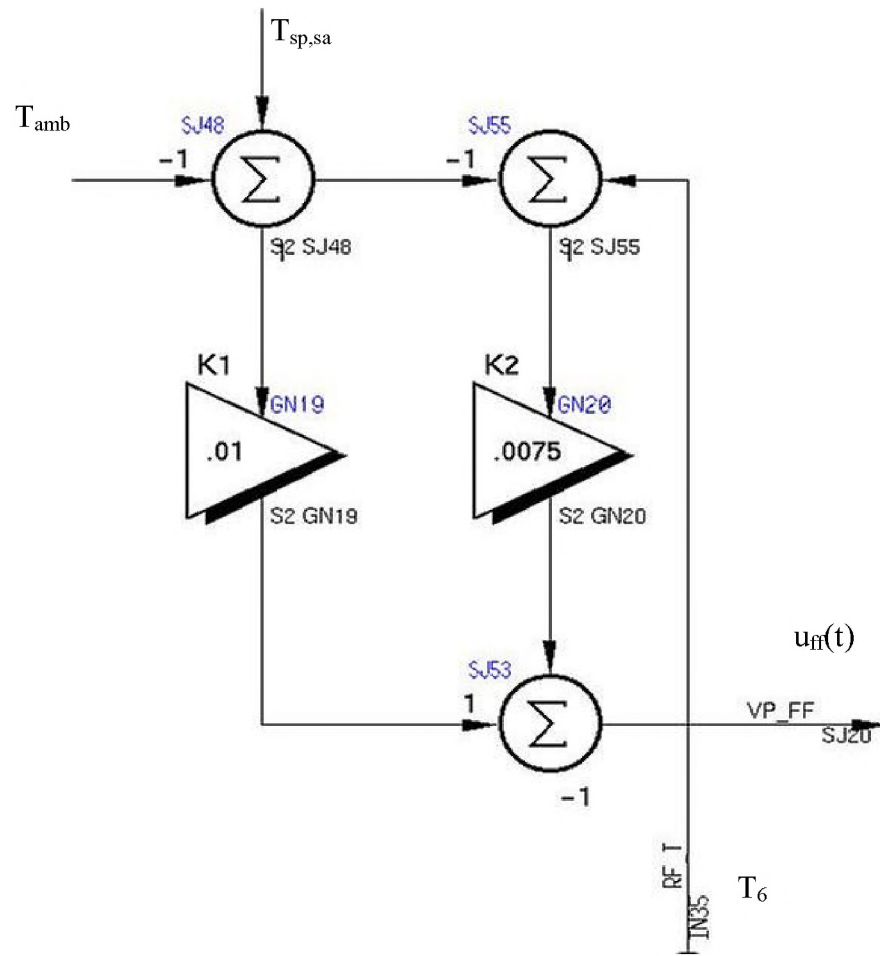 Tsp,sa
Tamb
SJ48
SJ55
-1
-1
Σ
Σ
S2 SJ48
S2 SJ55
K1
K2
GN19
GN20
.01
.0075
S2 GN19
S2 GN20
uff(t)
SJ53
1
Σ
VP_FF
SJ20
-1
RF_T
T6
IN35